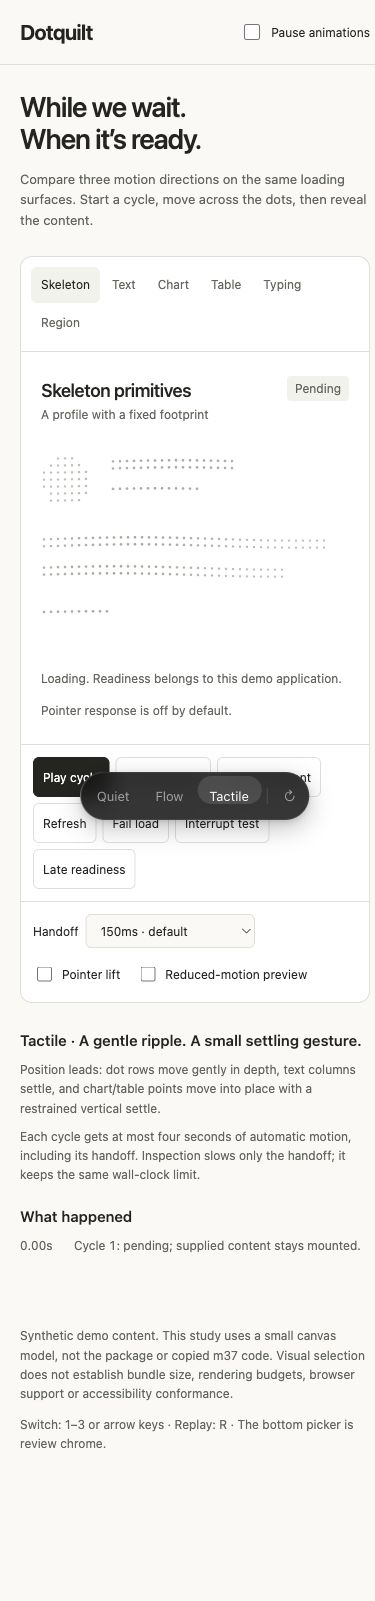 Dotquilt
Pause animations
While we wait.
When it's ready.
Compare three motion directions on the same loading
surfaces. Start a cycle, move across the dots, then reveal
the content.
Skeleton Text Chart Table Typing
Region
Skeleton primitives
Pending
A profile with a fixed footprint
Loading. Readiness belongs to this demo application.
Pointer response is off by default.
Play
Quiet Flow Tactile ↻
Refresh Fail load Interrupt test
Late readiness
Handoff 150ms · default
Pointer lift Reduced-motion preview
Tactile · A gentle ripple. A small settling gesture.
Position leads: dot rows move gently in depth, text columns
settle, and chart/table points move into place with a
restrained vertical settle.
Each cycle gets at most four seconds of automatic motion,
including its handoff. Inspection slows only the handoff; it
keeps the same wall-clock limit.
What happened
0.00s Cycle 1: pending; supplied content stays mounted.
Synthetic demo content. This study uses a small canvas
model, not the package or copied m37 code. Visual selection
does not establish bundle size, rendering budgets, browser
support or accessibility conformance.
Switch: 1–3 or arrow keys · Replay: R · The bottom picker is
review chrome.